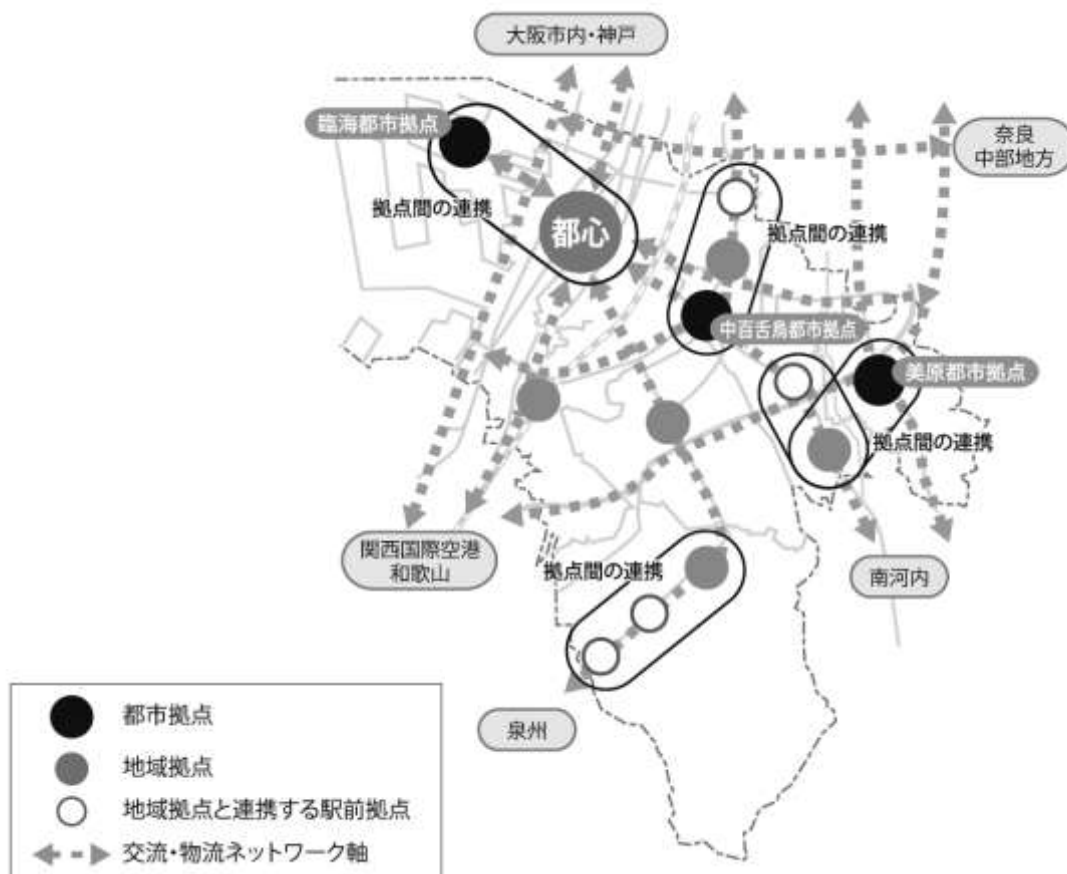 大阪市内・神戸
臨海都市拠点
奈良
中部地方
拠点間の連携
都心
拠点間の連携
中百舌鳥都市拠点
美原都市拠点
拠点間の連携
関西国際空港
和歌山
拠点間の連携
南河内
泉州
都市拠点
地域拠点
地域拠点と連携する駅前拠点
交流・物流ネットワーク軸